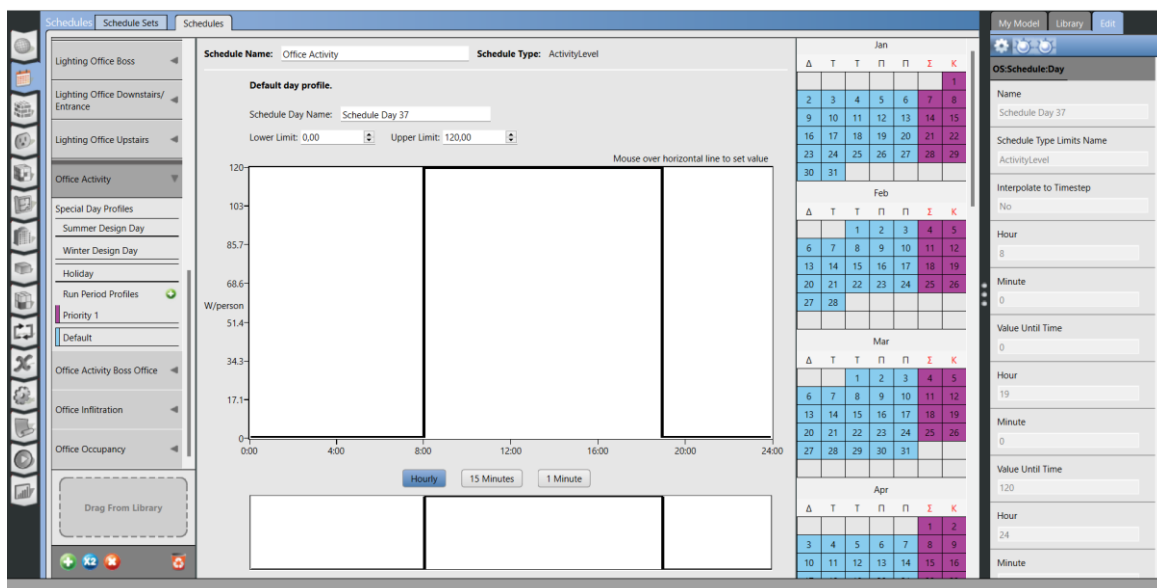 Schedules
Schedule Sets
Schedules
My Model
Library
Edit
Lighting Office Boss
Lighting Office Downstairs/
Entrance
Lighting Office Upstairs
Office Activity
Special Day Profiles
Summer Design Day
Winter Design Day
Holiday
Run Period Profiles
Priority 1
Default
Office Activity Boss Office
Office Infiltration
Office Occupancy
Drag From Library
X2
Schedule Name: Office Activity
Schedule Type: ActivityLevel
Default day profile.
Schedule Day Name: Schedule Day 37
Lower Limit: 0,00
Upper Limit: 120,00
Mouse over horizontal line to set value
120
103
85.7
68.6
W/person
51.4
34.3
17.1
0
0:00 4:00 8:00 12:00 16:00 20:00 24:00
Hourly
15 Minutes
1 Minute
Jan
Δ Τ Τ Π Π Σ Κ
1
2 3 4 5 6 7 8
9 10 11 12 13 14 15
16 17 18 19 20 21 22
23 24 25 26 27 28 29
30 31
Feb
Δ Τ Τ Π Π Σ Κ
1 2 3 4 5
6 7 8 9 10 11 12
13 14 15 16 17 18 19
20 21 22 23 24 25 26
27 28
Mar
Δ Τ Τ Π Π Σ Κ
1 2 3 4 5
6 7 8 9 10 11 12
13 14 15 16 17 18 19
20 21 22 23 24 25 26
27 28 29 30 31
Apr
Δ Τ Τ Π Π Σ Κ
1 2
3 4 5 6 7 8 9
10 11 12 13 14 15 16
OS:Schedule:Day
Name
Schedule Day 37
Schedule Type Limits Name
ActivityLevel
Interpolate to Timestep
No
Hour
8
Minute
0
Value Until Time
0
Hour
19
Minute
0
Value Until Time
120
Hour
24
Minute